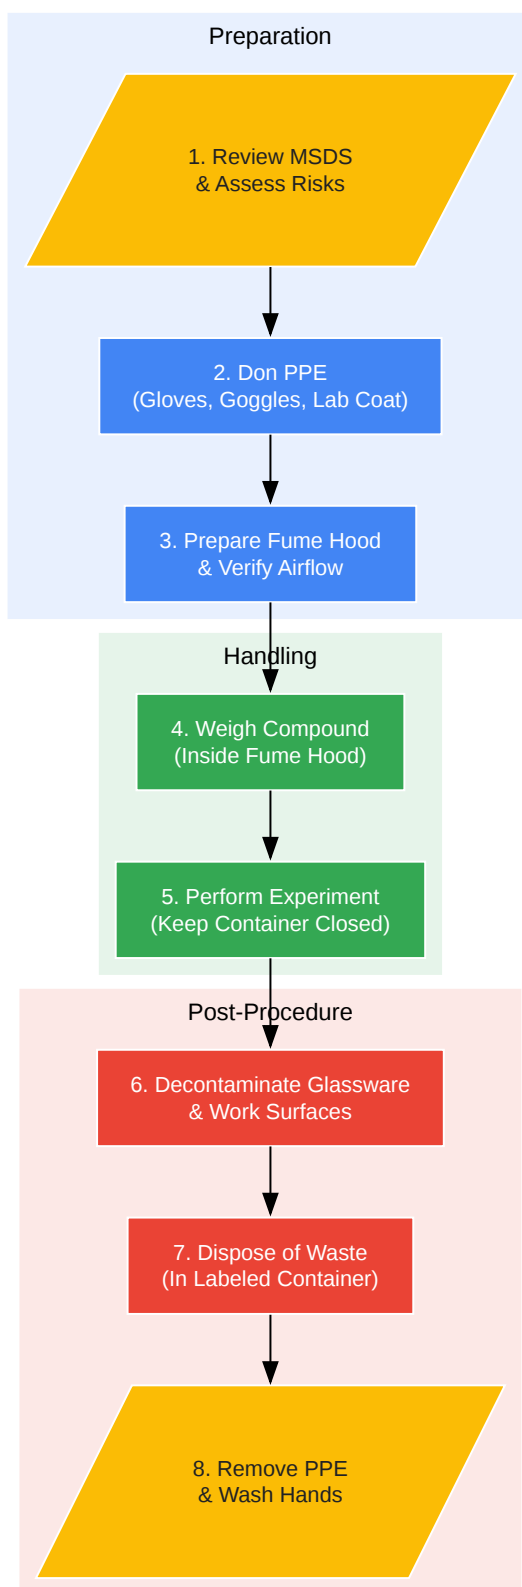 Preparation
1. Review MSDS
& Assess Risks
2. Don PPE
(Gloves, Goggles, Lab Coat)
3. Prepare Fume Hood
& Verify Airflow
Handling
4. Weigh Compound
(Inside Fume Hood)
5. Perform Experiment
(Keep Container Closed)
Post-Procedure
6. Decontaminate Glassware
& Work Surfaces
7. Dispose of Waste
(In Labeled Container)
8. Remove PPE
& Wash Hands